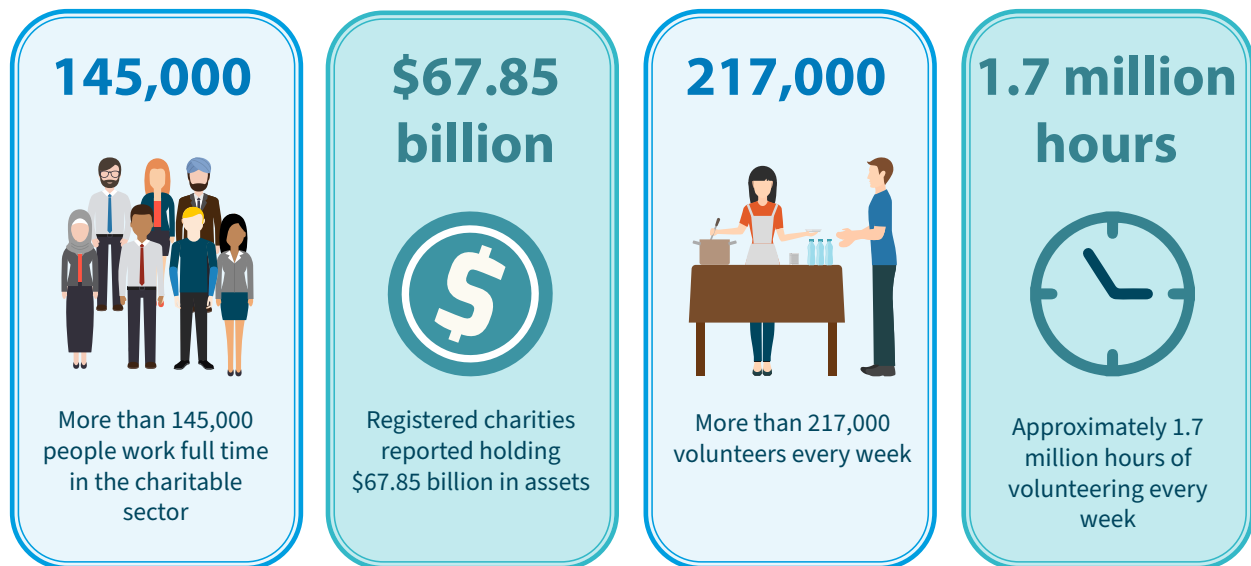 145,000
More than 145,000
people work full time
in the charitable
sector
$67.85
billion
$
Registered charities
reported holding
$67.85 billion in assets
217,000
More than 217,000
volunteers every week
1.7 million
hours
Approximately 1.7
million hours of
volunteering every
week